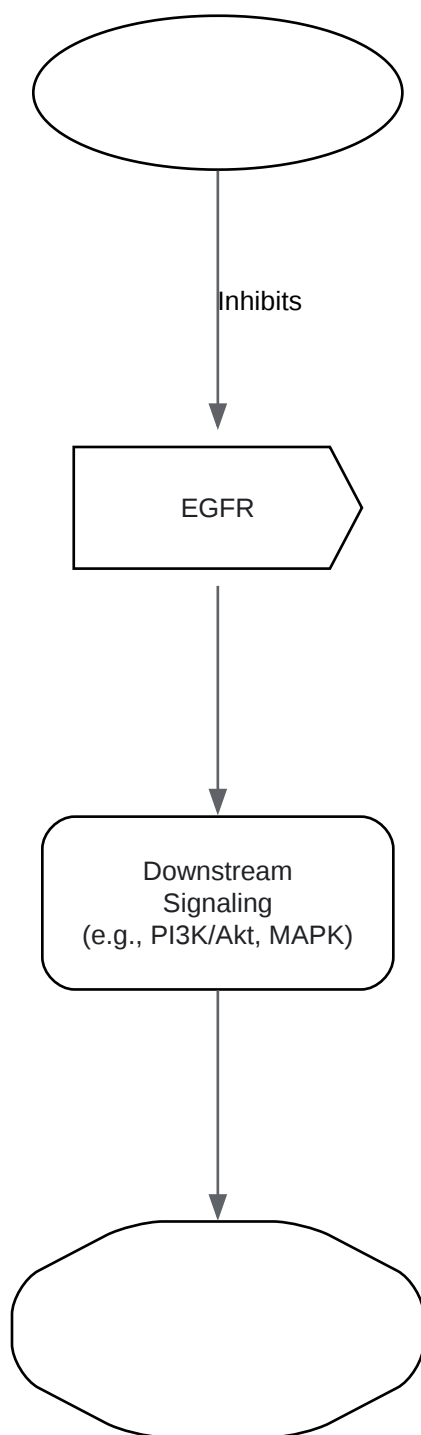 Inhibits
EGFR
Downstream
Signaling
(e.g., PI3K/Akt, MAPK)